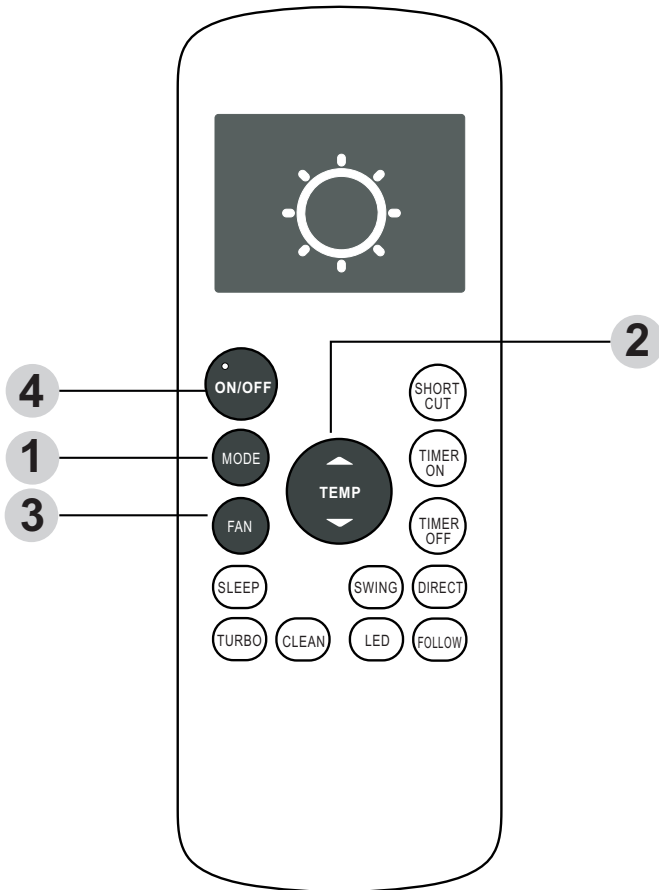 2
ON/OFF
4
SHORT
CUT
MODE
1
TIMER
ON
TEMP
FAN
3
TIMER
OFF
SLEEP
SWING
DIRECT
TURBO
CLEAN
LED
FOLLOW